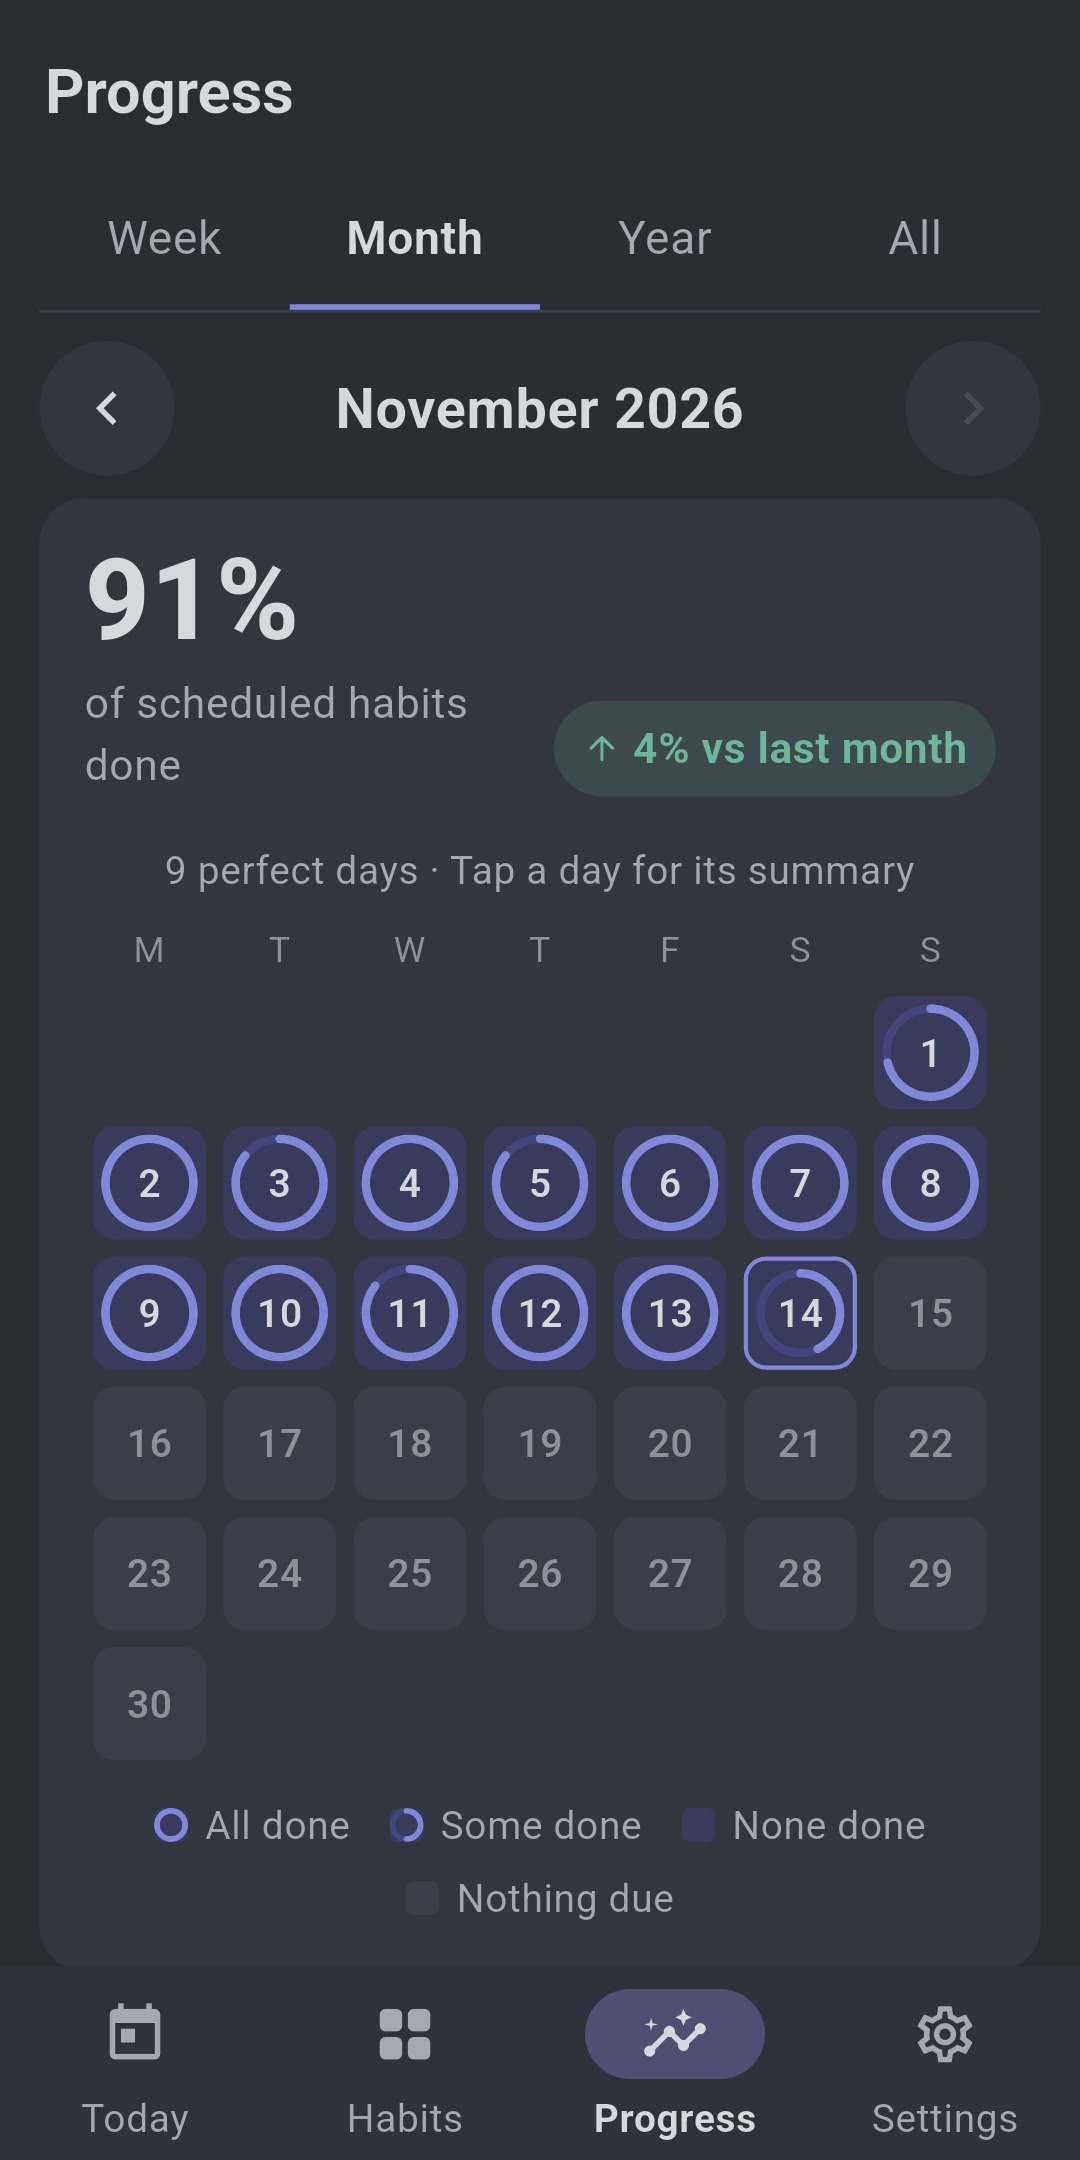 Progress
Week Month Year All
November 2026
91%
of scheduled habits
done
4% vs last month
9 perfect days · Tap a day for its summary
M T W T F S S
1
2 3 4 5 6 7 8
9 10 11 12 13 14 15
16 17 18 19 20 21 22
23 24 25 26 27 28 29
30
All done Some done None done
Nothing due
Today Habits Progress Settings